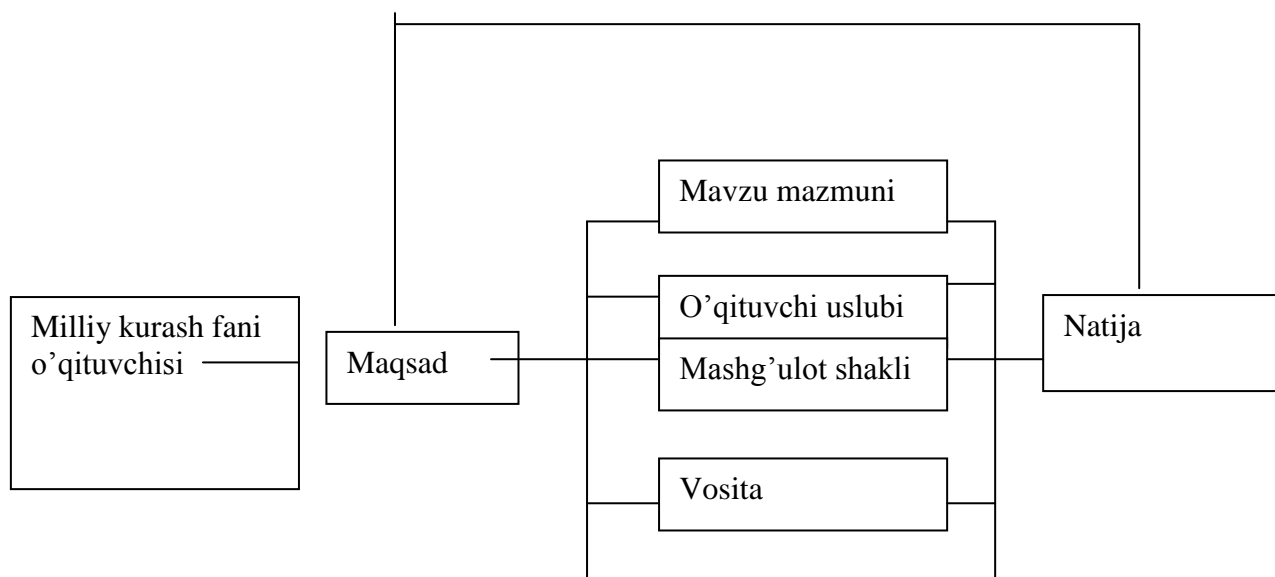 Mavzu mazmuni
O’qituvchi uslubi
Milliy kurash fani
o’qituvchisi
Maqsad
Mashg’ulot shakli
Natija
Vosita